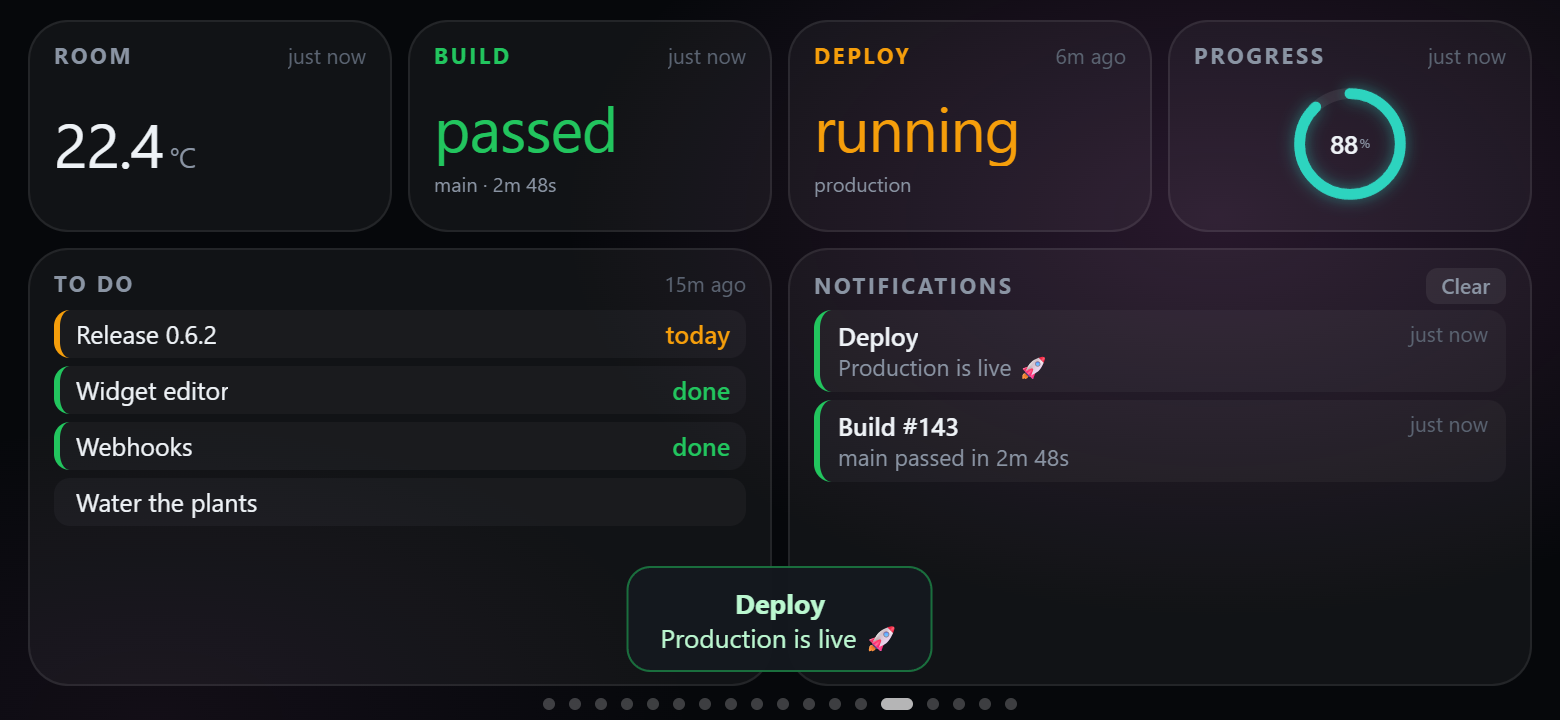 ROOM just now
22.4 °C
BUILD just now
passed
main · 2m 48s
DEPLOY 6m ago
running
production
PROGRESS just now
88%
TO DO 15m ago
Release 0.6.2 today
Widget editor done
Webhooks done
Water the plants
NOTIFICATIONS Clear
Deploy just now
Production is live 🚀
Build #143 just now
main passed in 2m 48s
Deploy
Production is live 🚀